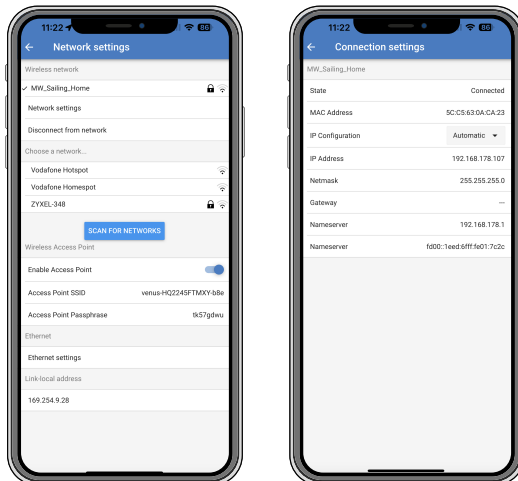 11:22
86
Network settings
Wireless network
MW_Sailing_Home
Network settings
Disconnect from network
Choose a network...
Vodafone Hotspot
Vodafone Homespot
ZYXEL-348
SCAN FOR NETWORKS
Wireless Access Point
Enable Access Point
Access Point SSID venus-HQ2245FTMXY-b8e
Access Point Passphrase tk57gdwu
Ethernet
Ethernet settings
Link-local address
169.254.9.28
11:22
86
Connection settings
MW_Sailing_Home
State Connected
MAC Address 5C:C5:63:0A:CA:23
IP Configuration Automatic
IP Address 192.168.178.107
Netmask 255.255.255.0
Gateway ---
Nameserver 192.168.178.1
Nameserver fd00::1eed:6fff:fe01:7c2c